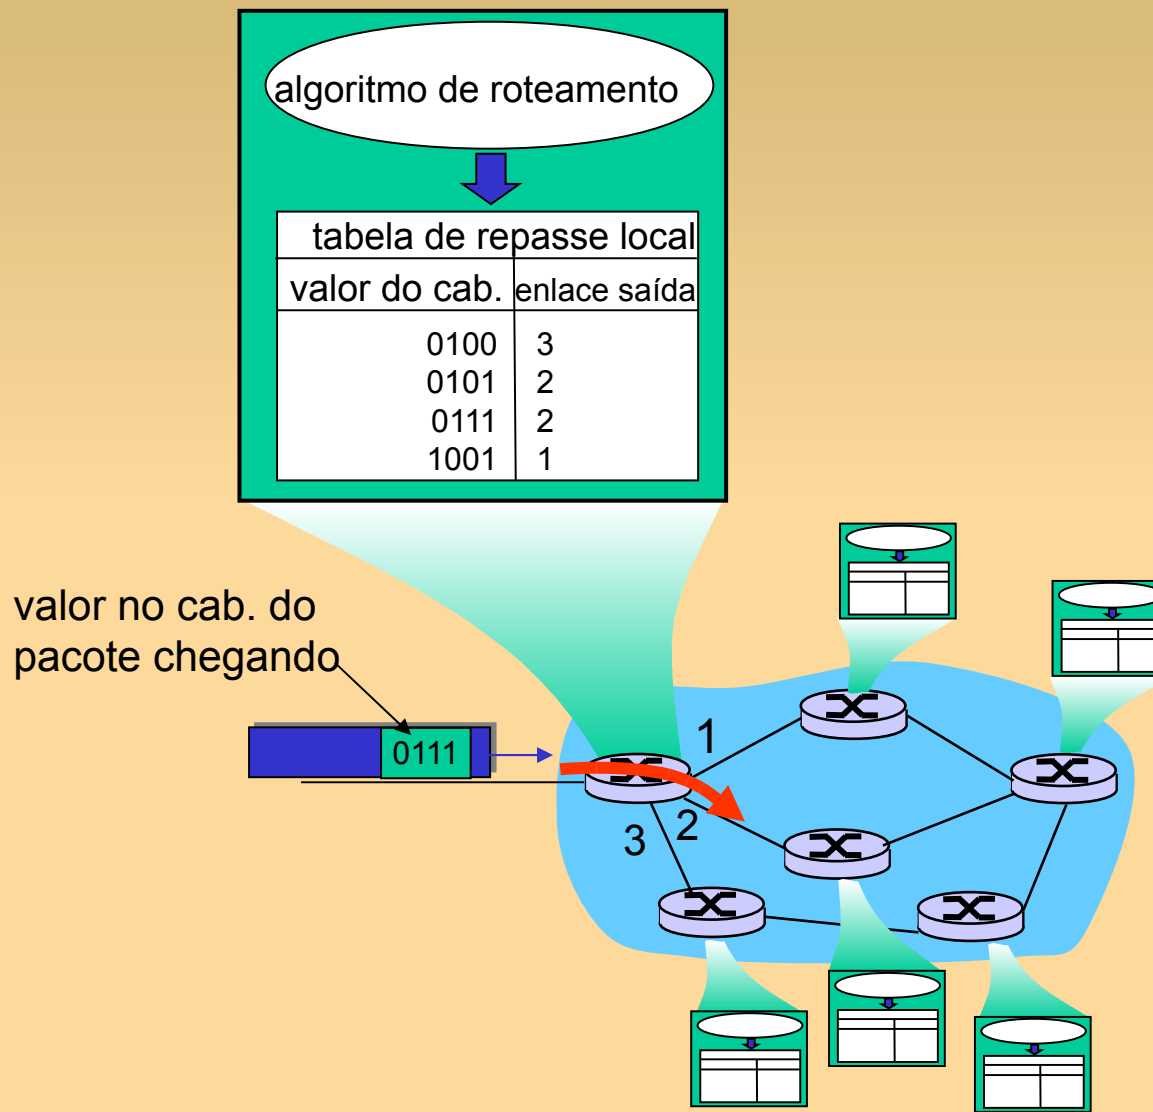 algoritmo de roteamento
tabela de repasse local
valor do cab. enlace saída
0100 3
0101 2
0111 2
1001 1
valor no cab. do
pacote chegando
0111
1
2
3